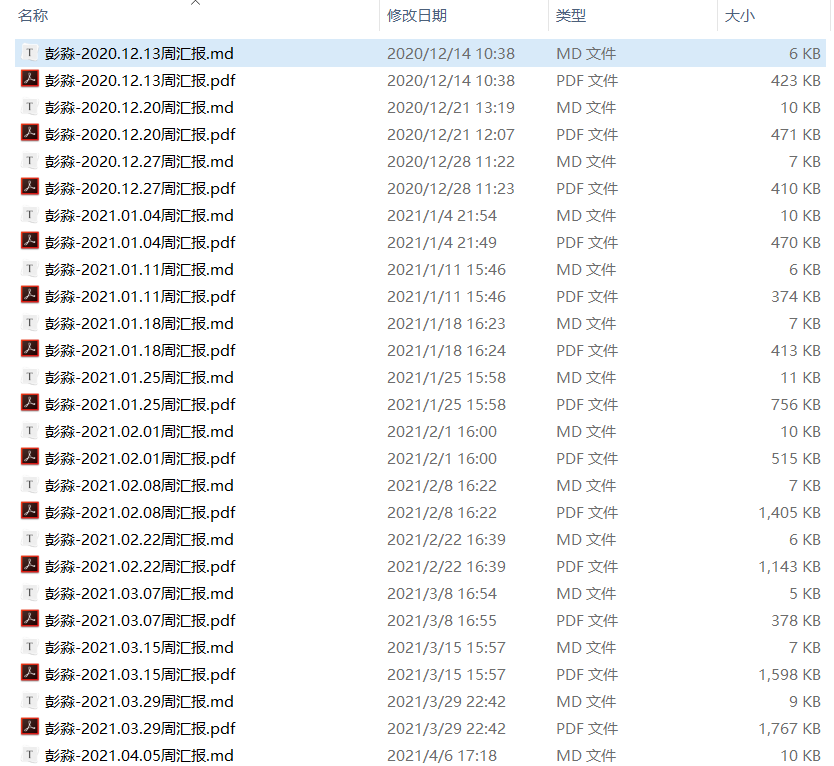 名称 修改日期 类型 大小
彭淼-2020.12.13周汇报.md 2020/12/14 10:38 MD 文件 6 KB
彭淼-2020.12.13周汇报.pdf 2020/12/14 10:38 PDF 文件 423 KB
彭淼-2020.12.20周汇报.md 2020/12/21 13:19 MD 文件 10 KB
彭淼-2020.12.20周汇报.pdf 2020/12/21 12:07 PDF 文件 471 KB
彭淼-2020.12.27周汇报.md 2020/12/28 11:22 MD 文件 7 KB
彭淼-2020.12.27周汇报.pdf 2020/12/28 11:23 PDF 文件 410 KB
彭淼-2021.01.04周汇报.md 2021/1/4 21:54 MD 文件 10 KB
彭淼-2021.01.04周汇报.pdf 2021/1/4 21:49 PDF 文件 470 KB
彭淼-2021.01.11周汇报.md 2021/1/11 15:46 MD 文件 6 KB
彭淼-2021.01.11周汇报.pdf 2021/1/11 15:46 PDF 文件 374 KB
彭淼-2021.01.18周汇报.md 2021/1/18 16:23 MD 文件 7 KB
彭淼-2021.01.18周汇报.pdf 2021/1/18 16:24 PDF 文件 413 KB
彭淼-2021.01.25周汇报.md 2021/1/25 15:58 MD 文件 11 KB
彭淼-2021.01.25周汇报.pdf 2021/1/25 15:58 PDF 文件 756 KB
彭淼-2021.02.01周汇报.md 2021/2/1 16:00 MD 文件 10 KB
彭淼-2021.02.01周汇报.pdf 2021/2/1 16:00 PDF 文件 515 KB
彭淼-2021.02.08周汇报.md 2021/2/8 16:22 MD 文件 7 KB
彭淼-2021.02.08周汇报.pdf 2021/2/8 16:22 PDF 文件 1,405 KB
彭淼-2021.02.22周汇报.md 2021/2/22 16:39 MD 文件 6 KB
彭淼-2021.02.22周汇报.pdf 2021/2/22 16:39 PDF 文件 1,143 KB
彭淼-2021.03.07周汇报.md 2021/3/8 16:54 MD 文件 5 KB
彭淼-2021.03.07周汇报.pdf 2021/3/8 16:55 PDF 文件 378 KB
彭淼-2021.03.15周汇报.md 2021/3/15 15:57 MD 文件 7 KB
彭淼-2021.03.15周汇报.pdf 2021/3/15 15:57 PDF 文件 1,598 KB
彭淼-2021.03.29周汇报.md 2021/3/29 22:42 MD 文件 9 KB
彭淼-2021.03.29周汇报.pdf 2021/3/29 22:42 PDF 文件 1,767 KB
彭淼-2021.04.05周汇报.md 2021/4/6 17:18 MD 文件 10 KB